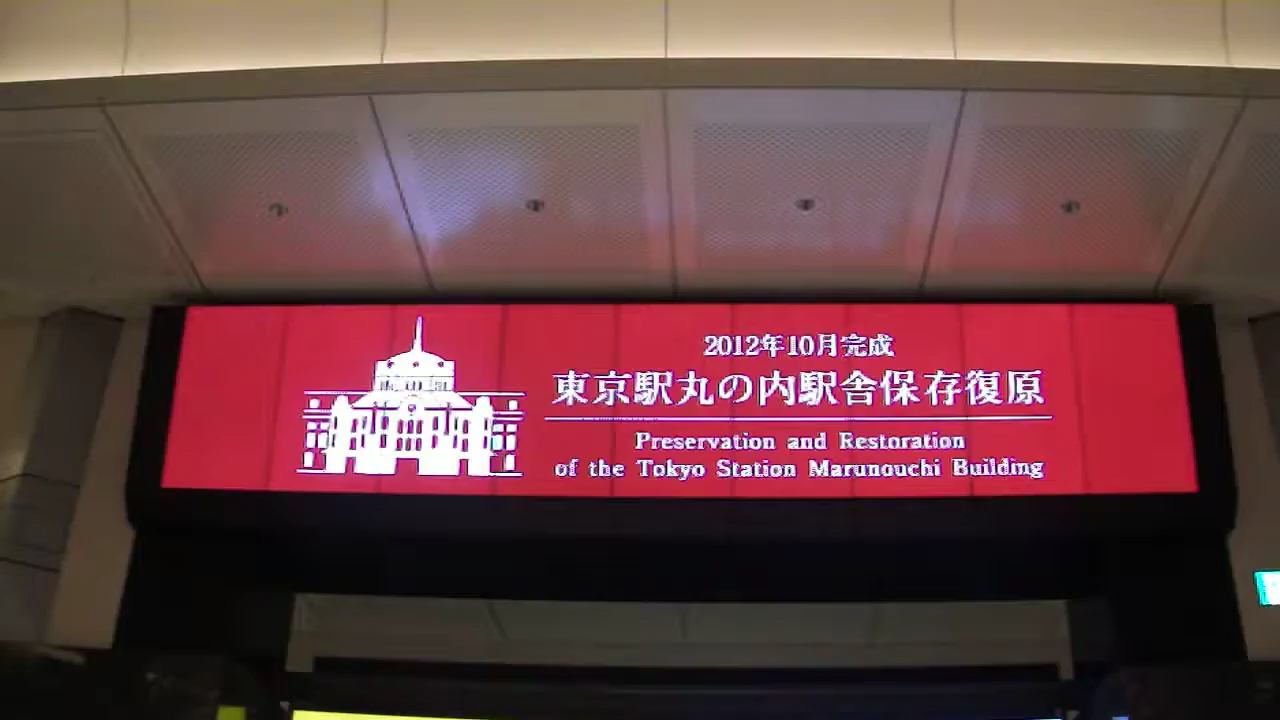 2012年10月完成
東京駅丸の内駅舎保存復原
Preservation and Restoration
of the Tokyo Station Marunouchi Building